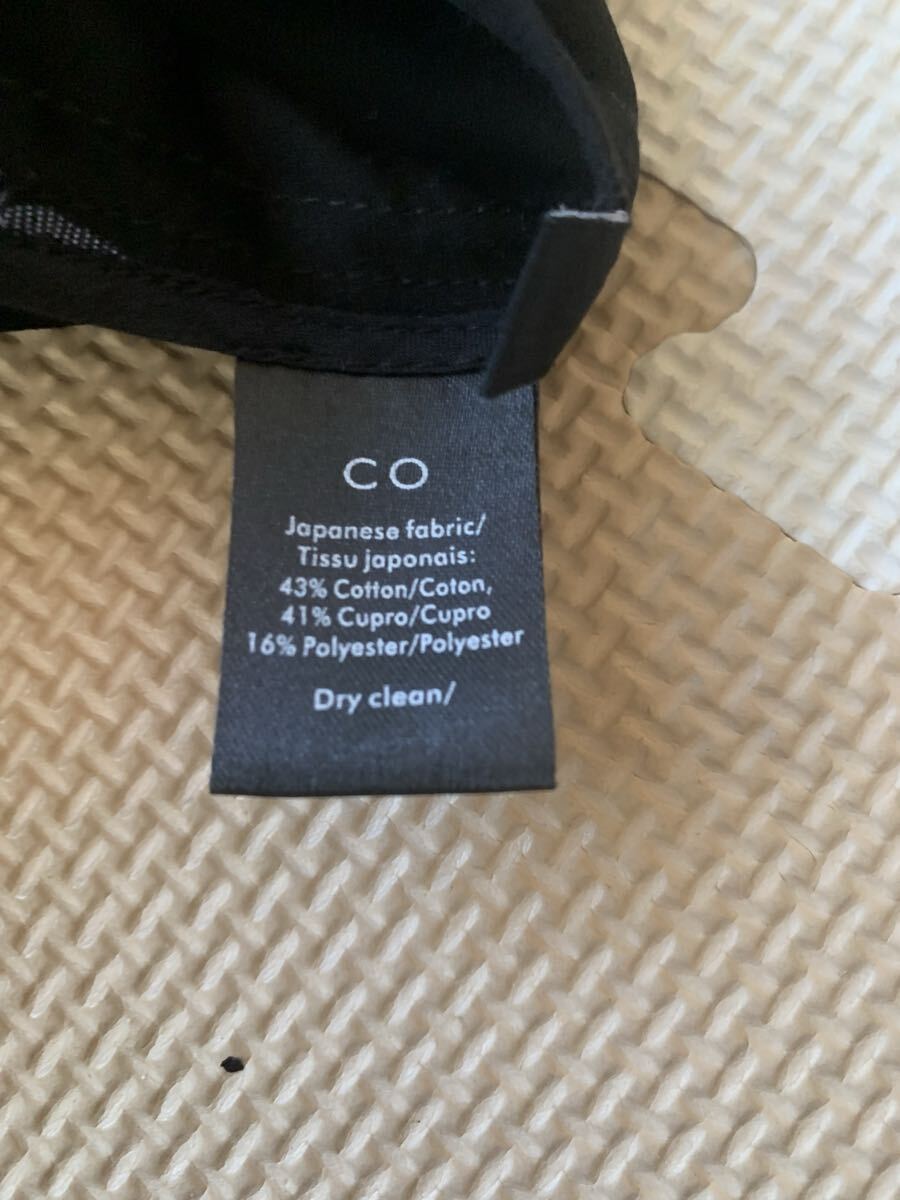 CO
Japanese fabric/
Tissu japonais:
43% Cotton/Coton,
41% Cupro/Cupro
16% Polyester/Polyester
Dry clean/